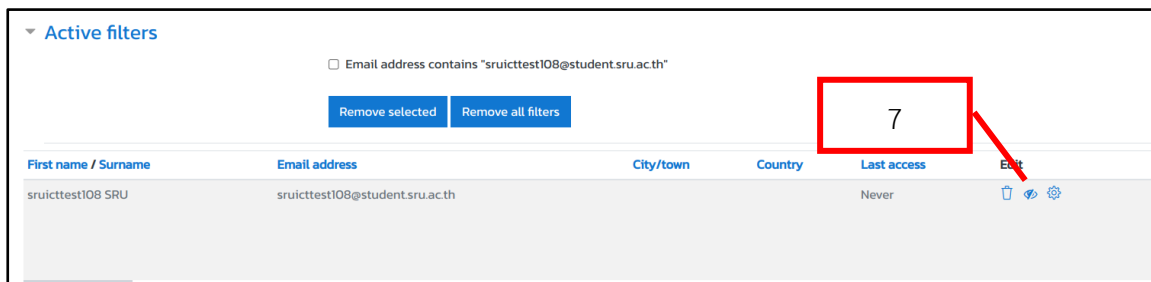 Active filters
Email address contains "sruicttest108@student.sru.ac.th"
Remove selected Remove all filters
7
First name / Surname Email address City/town Country Last access Edit
sruicttest108 SRU sruicttest108@student.sru.ac.th Never